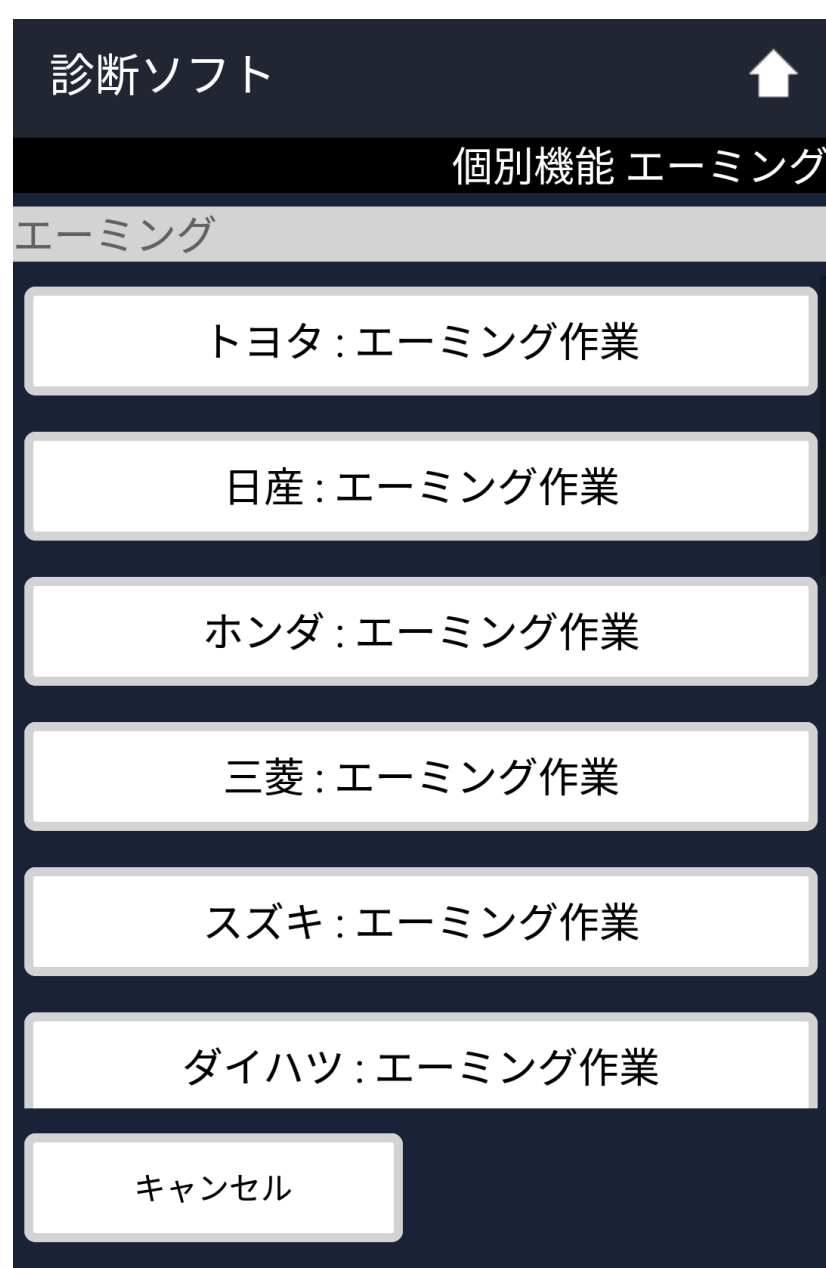 診断ソフト
個別機能 エーミング
エーミング
トヨタ : エーミング作業
日産 : エーミング作業
ホンダ : エーミング作業
三菱 : エーミング作業
スズキ : エーミング作業
ダイハツ : エーミング作業
キャンセル